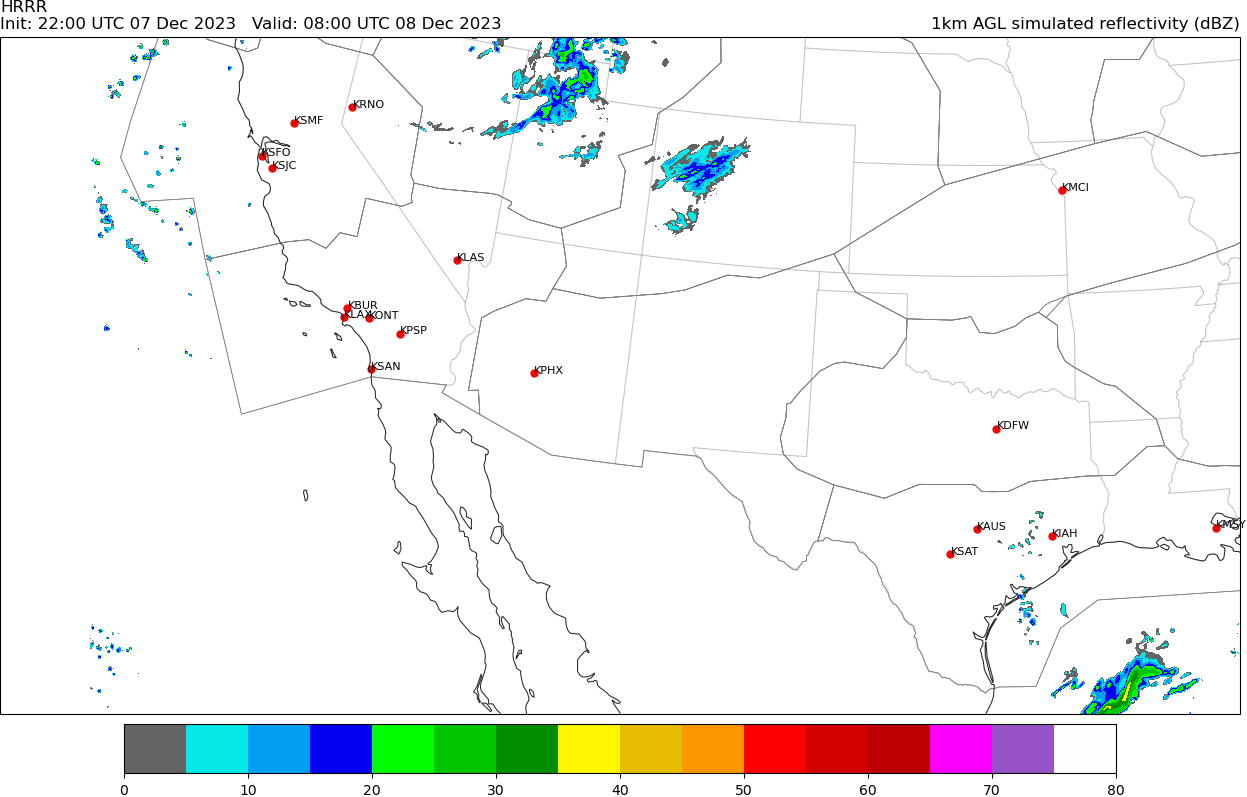 HRRR
Init: 22:00 UTC 07 Dec 2023   Valid: 08:00 UTC 08 Dec 2023
1km AGL simulated reflectivity (dBZ)
KRNO
KSMF
KSFO
KSJC
KMCI
KLAS
KBUR
KLAX
KONT
KPSP
KSAN
KPHX
KDFW
KAUS
KMSY
KIAH
KSAT
0 10 20 30 40 50 60 70 80